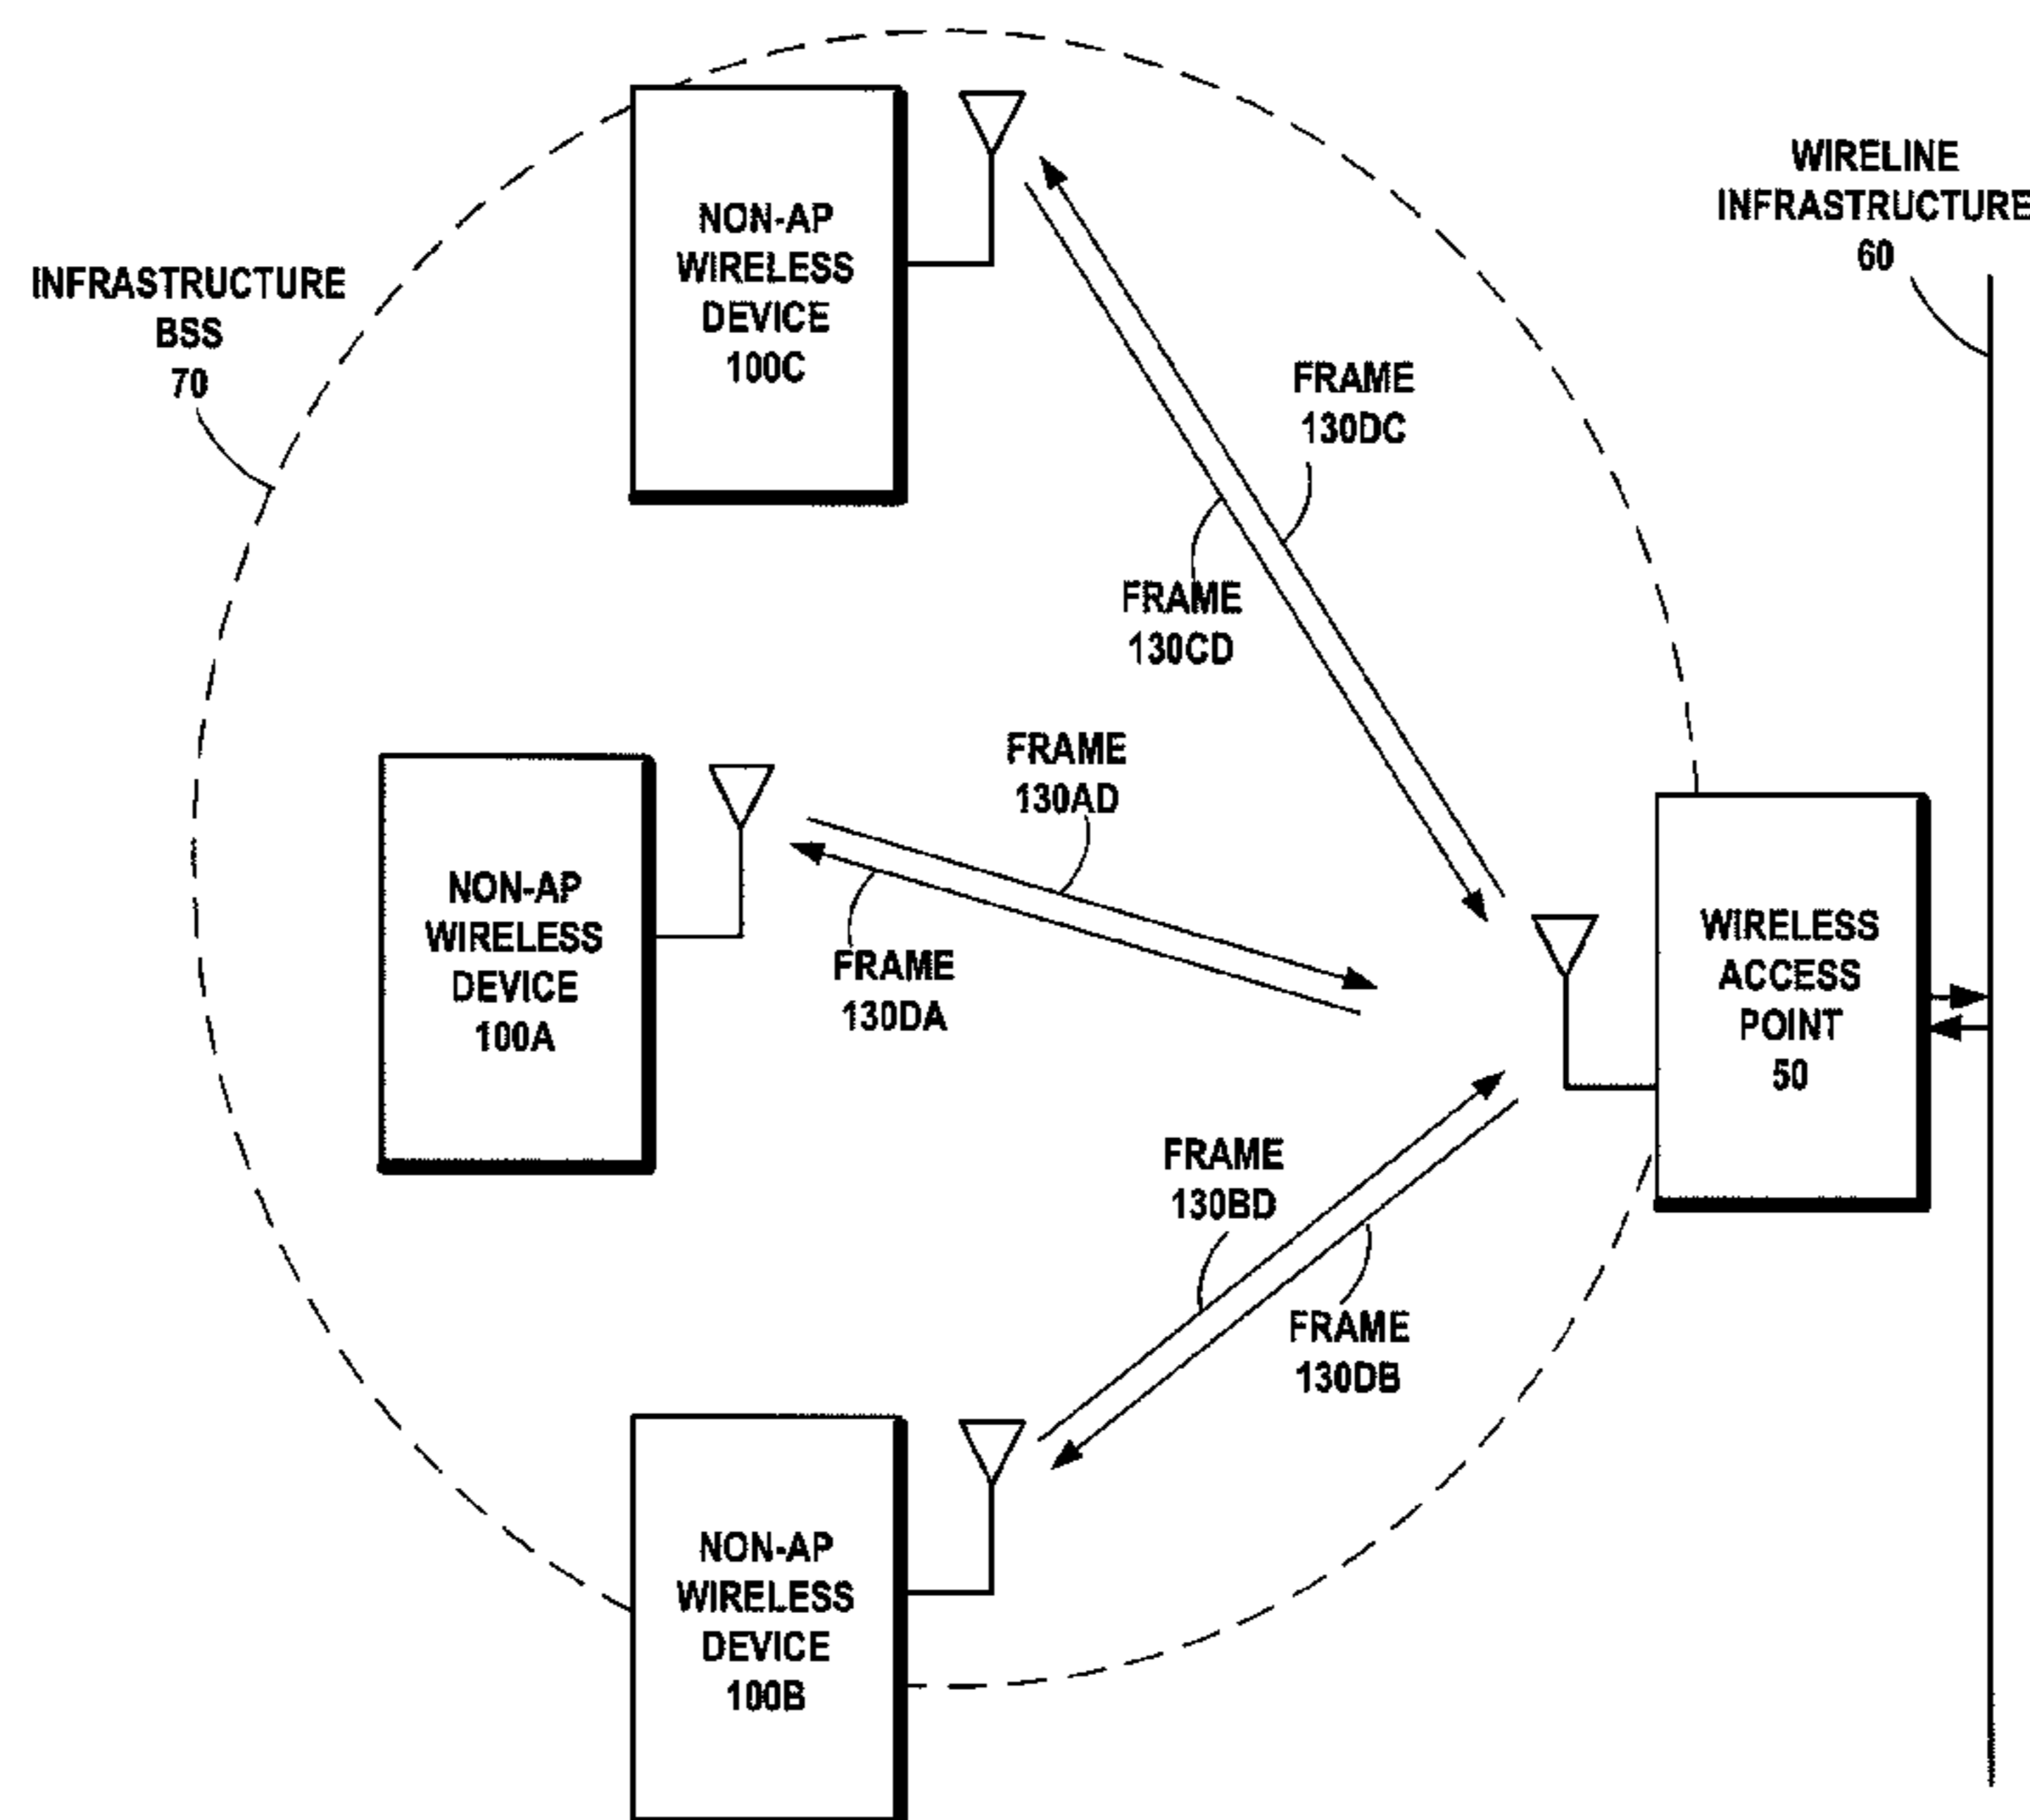 WIRELINE
INFRASTRUCTURE
60
INFRASTRUCTURE
BSS
70
NON-AP
WIRELESS
DEVICE
100C
FRAME
130DC
FRAME
130CD
FRAME
130AD
NON-AP
WIRELESS
DEVICE
100A
FRAME
130DA
WIRELESS
ACCESS
POINT
50
FRAME
130BD
FRAME
130DB
NON-AP
WIRELESS
DEVICE
100B